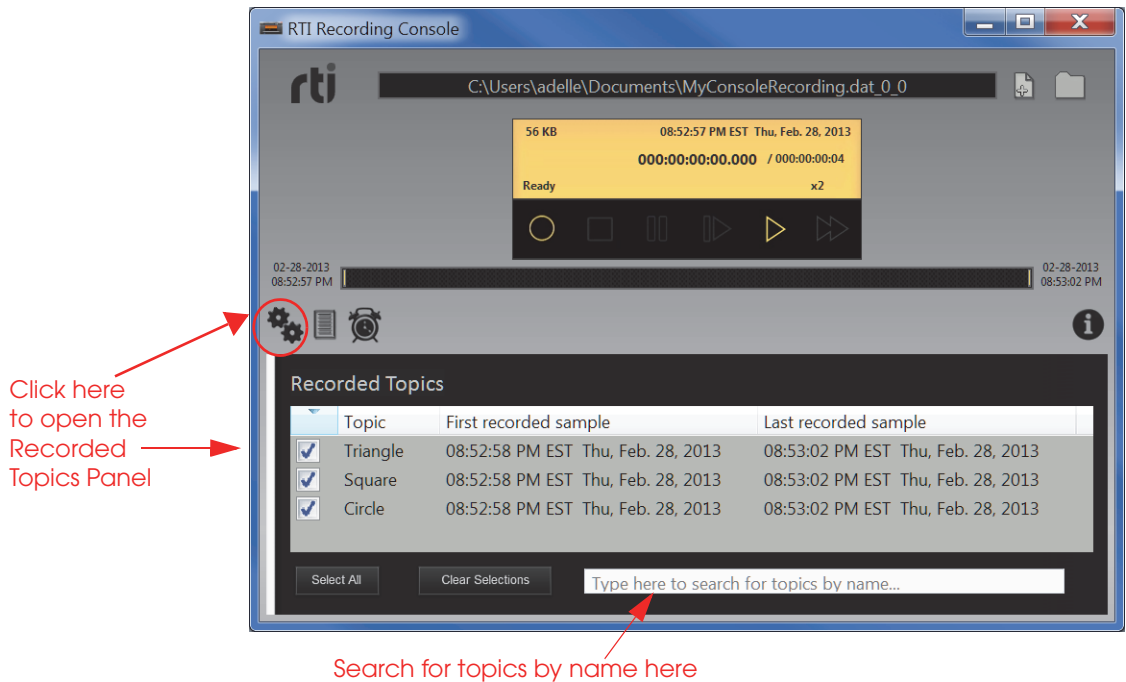 RTI Recording Console
rti
C:\Users\adelle\Documents\MyConsoleRecording.dat_0_0
56 KB 08:52:57 PM EST Thu, Feb. 28, 2013
000:00:00:00.000 / 000:00:00:04
Ready x2
02-28-2013
08:52:57 PM
02-28-2013
08:53:02 PM
Click here
to open the
Recorded
Topics Panel
Recorded Topics
Topic First recorded sample Last recorded sample
Triangle 08:52:58 PM EST Thu, Feb. 28, 2013 08:53:02 PM EST Thu, Feb. 28, 2013
Square 08:52:58 PM EST Thu, Feb. 28, 2013 08:53:02 PM EST Thu, Feb. 28, 2013
Circle 08:52:58 PM EST Thu, Feb. 28, 2013 08:53:02 PM EST Thu, Feb. 28, 2013
Select All Clear Selections Type here to search for topics by name...
Search for topics by name here